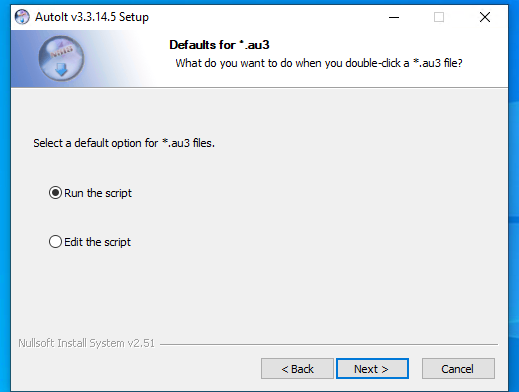 AutoIt v3.3.14.5 Setup
Defaults for *.au3
What do you want to do when you double-click a *.au3 file?
Select a default option for *.au3 files.
Run the script
Edit the script
Nullsoft Install System v2.51
< Back
Next >
Cancel